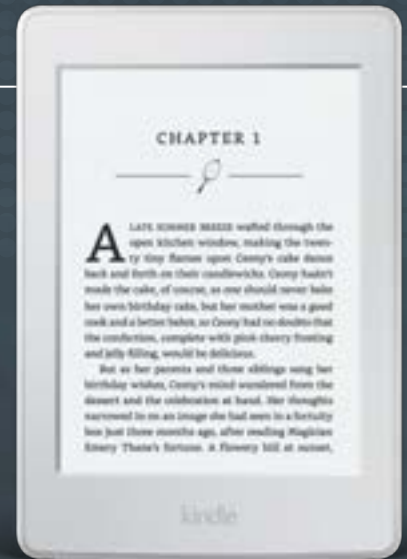 CHAPTER 1
A LATE SUMMER BREEZE wafted through the
open kitchen window, making the twen-
ty tiny flames upon Ceony's cake dance
back and forth on their candlewicks. Ceony hadn't
made the cake, of course, as one should never bake
her own birthday cake, but her mother was a good
cook and a better baker, so Ceony had no doubts that
the confection, complete with pink cherry frosting
and jelly filling, would be delicious.
But as her parents and three siblings sang her
birthday wishes, Ceony's mind wandered from the
dessert and the celebration at hand. Her thoughts
narrowed in on an image she had seen in a fortuity
box just three months ago, after reading Magician
Emery Thane's fortune. A flowery hill at sunset,
kindle